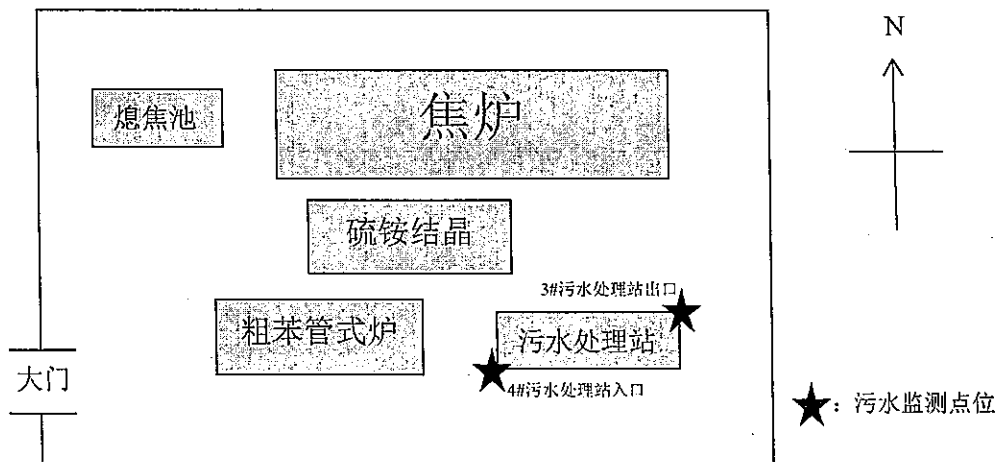 N
熄焦池
焦炉
硫铵结晶
3#污水处理站出口
粗苯管式炉
污水处理站
大门
4#污水处理站入口
★：污水监测点位